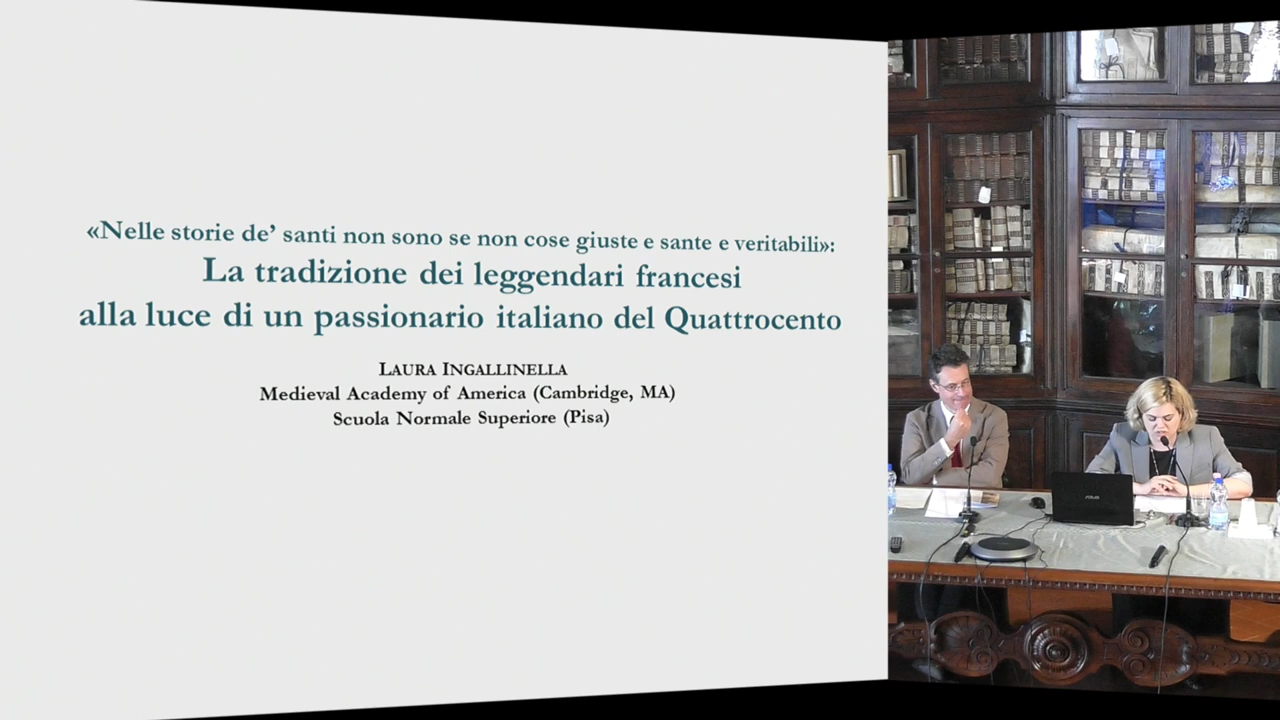 «Nelle storie de’ santi non sono se non cose giuste e sante e veritabili»:
La tradizione dei leggendari francesi
alla luce di un passionario italiano del Quattrocento
LAURA INGALLINELLA
Medieval Academy of America (Cambridge, MA)
Scuola Normale Superiore (Pisa)
ASUS